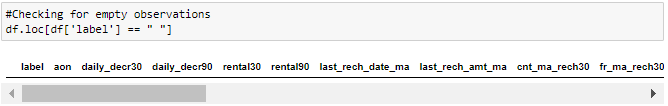 #Checking for empty observations
df.loc[df['label'] == " "]
label aon daily_decr30 daily_decr90 rental30 rental90 last_rech_date_ma last_rech_amt_ma cnt_ma_rech30 fr_ma_rech30